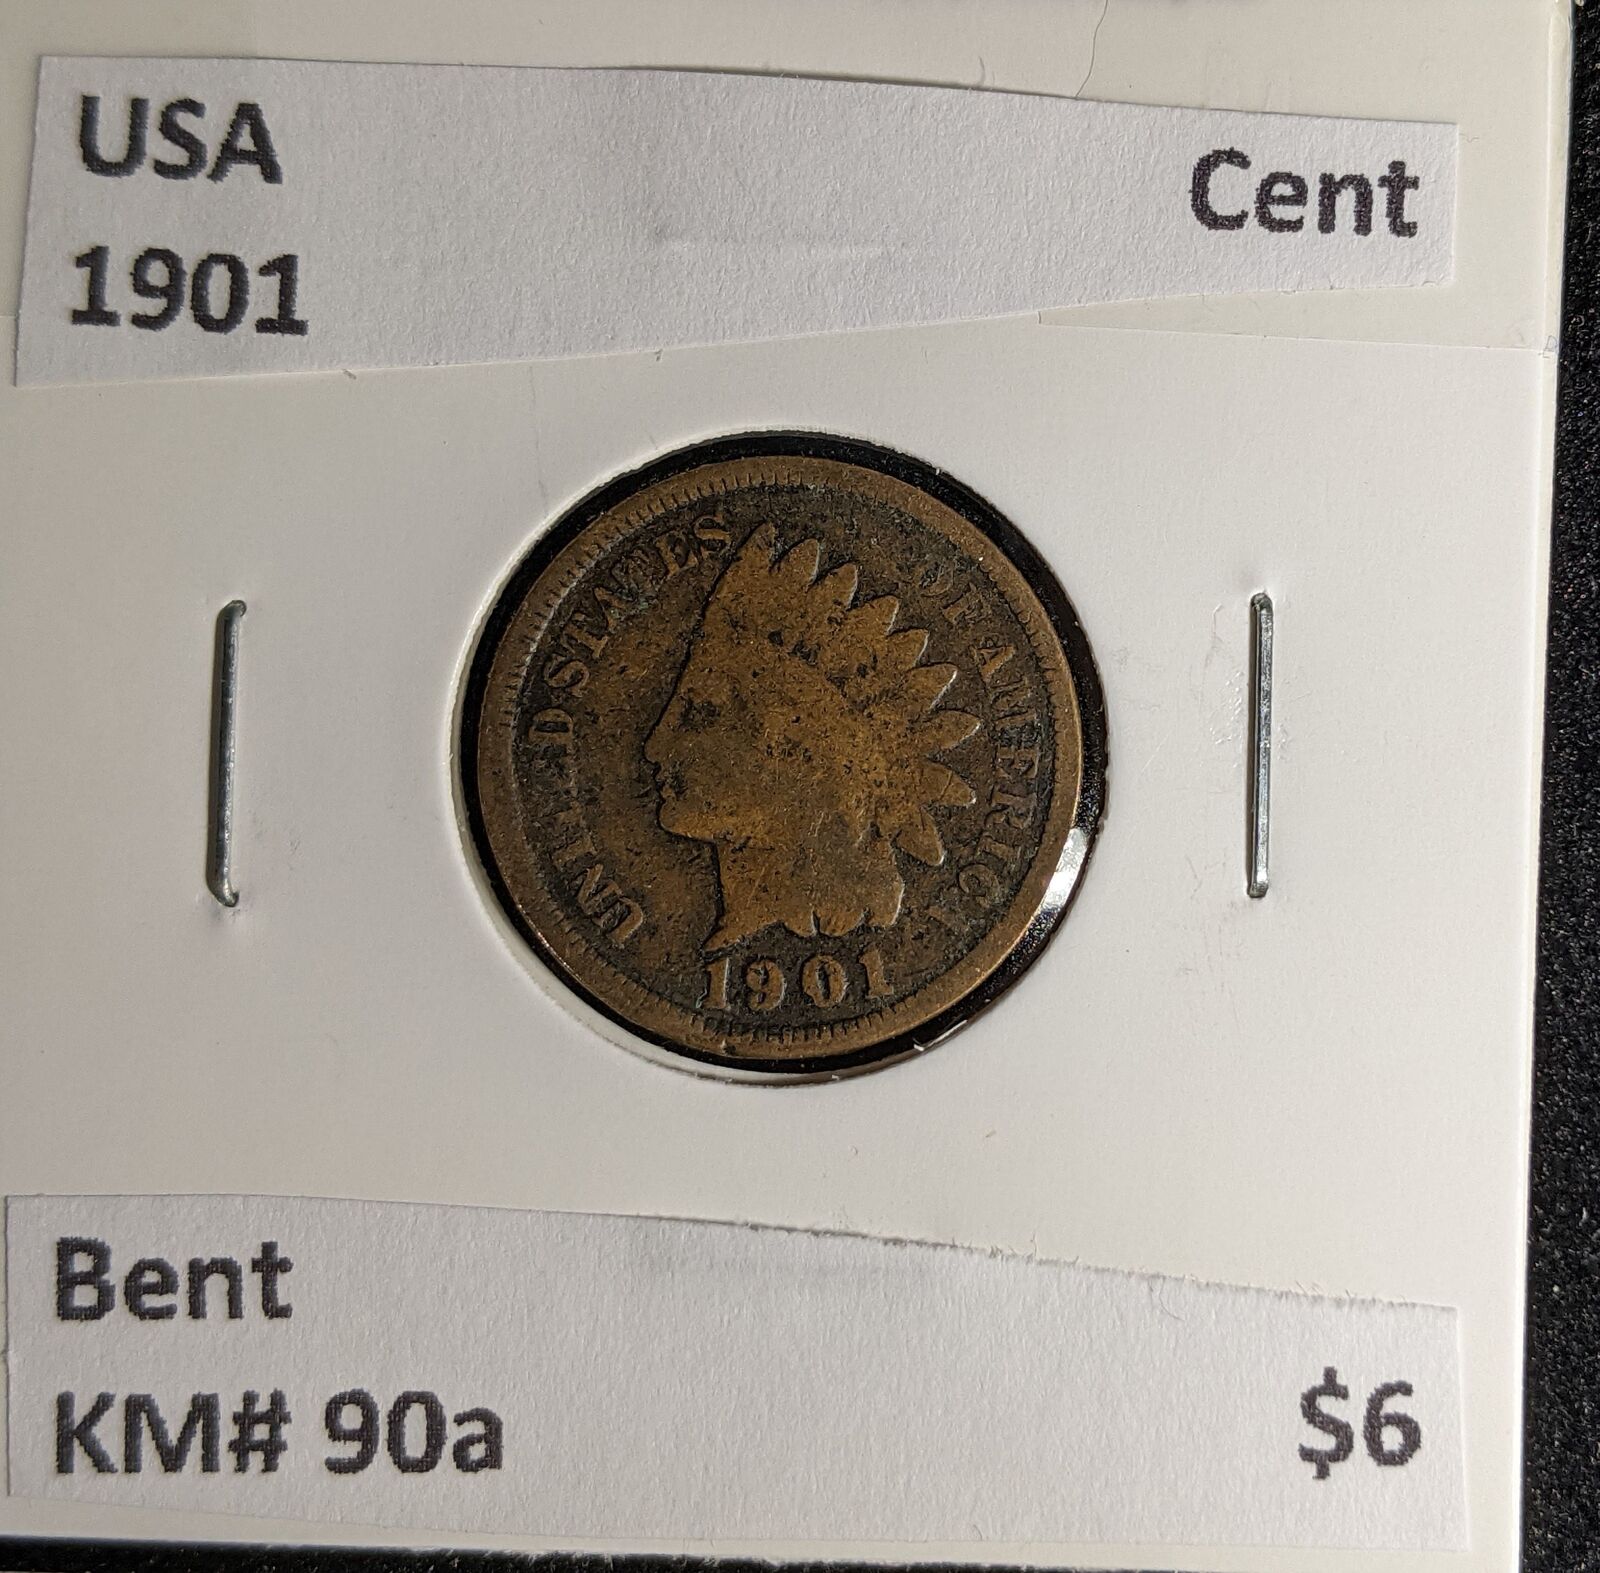 USA Cent
1901
UNITED STATES OF AMERICA
1901
Bent
KM# 90a $6